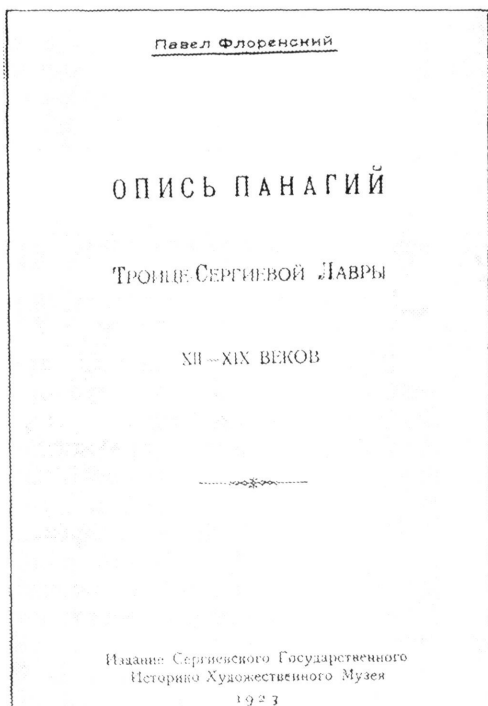 Павел Флоренский
ОПИСЬ ПАНАГИЙ
ТРОИЦЕ-СЕРГИЕВОЙ ЛАВРЫ
XII—XIX ВЕКОВ
Издание Сергиевского Государственного
Историко Художественного Музея
1923